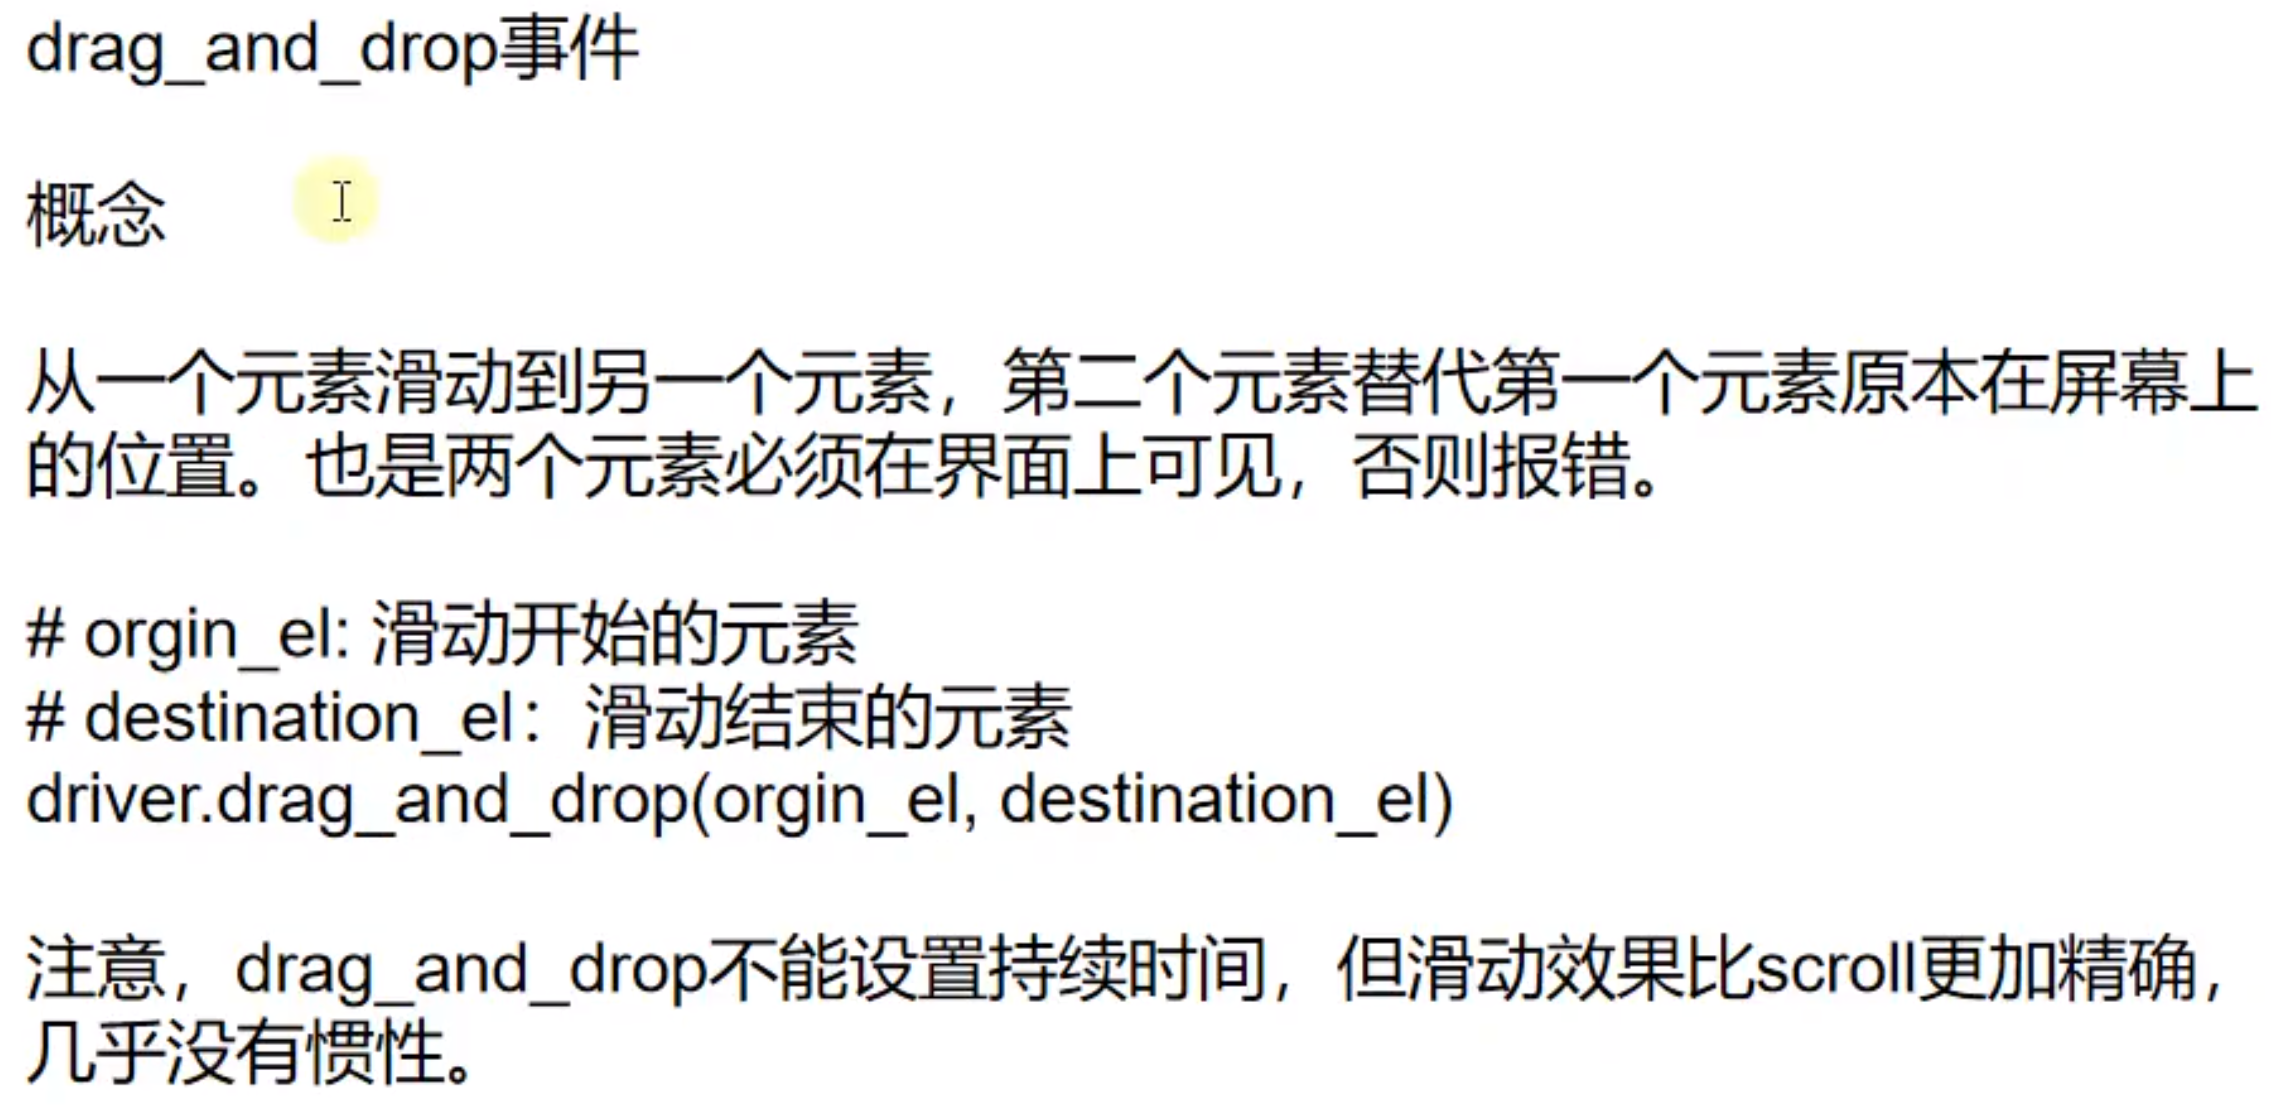 drag_and_drop事件
概念
从一个元素滑动到另一个元素，第二个元素替代第一个元素原本在屏幕上
的位置。也是两个元素必须在界面上可见，否则报错。
# orgin_el: 滑动开始的元素
# destination_el：滑动结束的元素
driver.drag_and_drop(orgin_el, destination_el)
注意，drag_and_drop不能设置持续时间，但滑动效果比scroll更加精确，
几乎没有惯性。